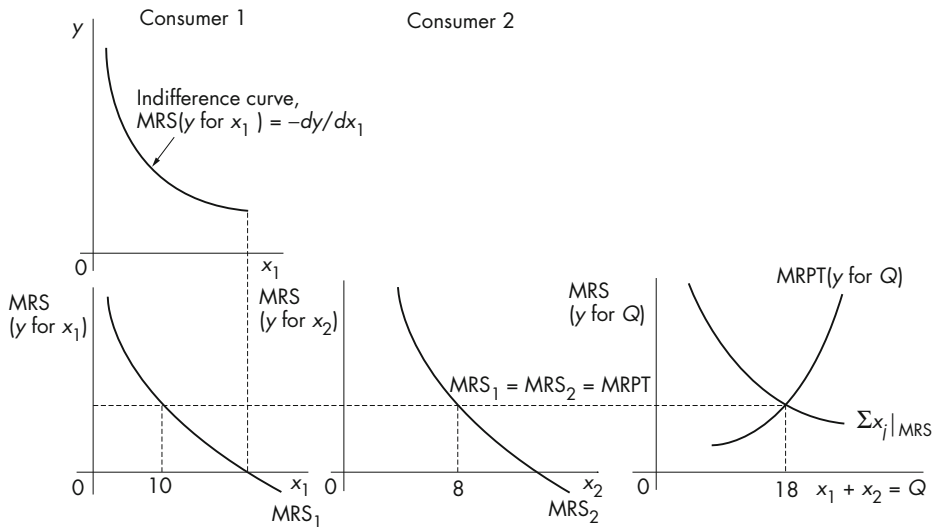 Consumer 1
Consumer 2
y
Indifference curve,
MRS(y for x₁ ) = –dy/dx₁
0
x₁
MRS
(y for x₁)
MRS
(y for x₂)
MRS
(y for Q)
MRPT(y for Q)
MRS₁ = MRS₂ = MRPT
Σxⱼ|MRS
0
10
x₁
MRS₁
0
8
x₂
MRS₂
0
18
x₁ + x₂ = Q